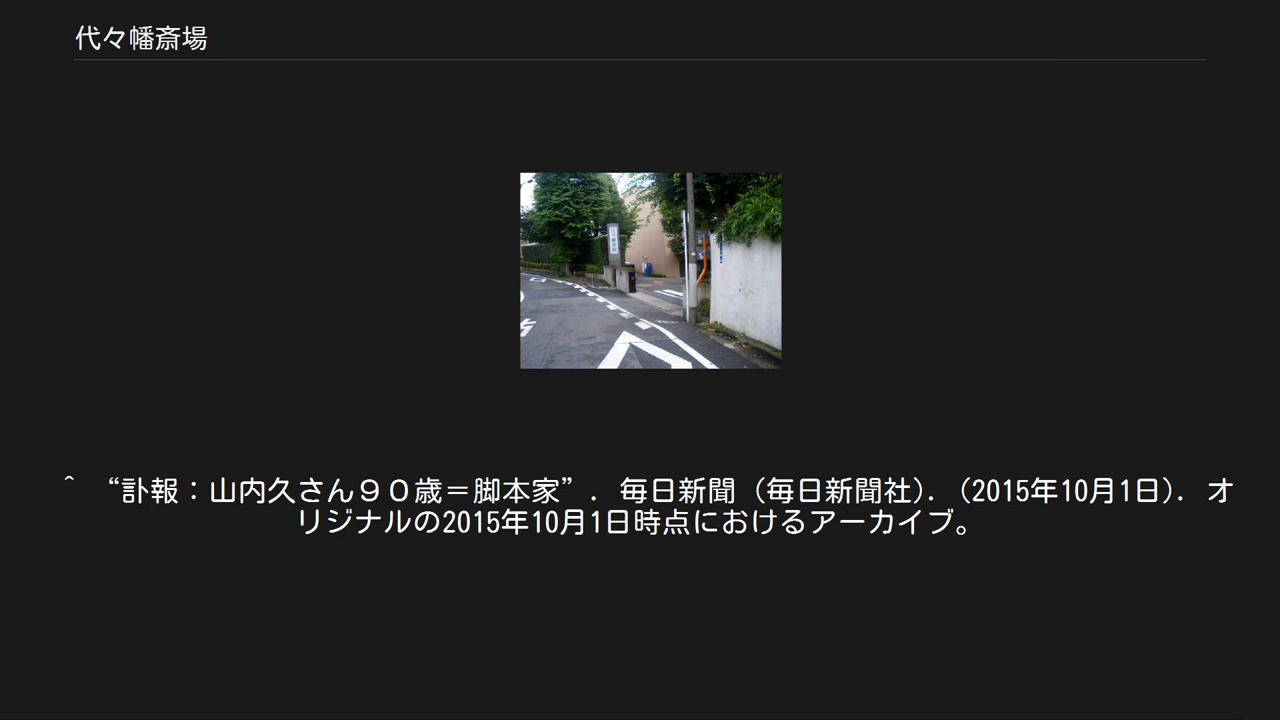 代々幡斎場
^ “訃報：山内久さん９０歳＝脚本家”. 毎日新聞 (毎日新聞社). (2015年10月1日). オ
リジナルの2015年10月1日時点におけるアーカイブ。